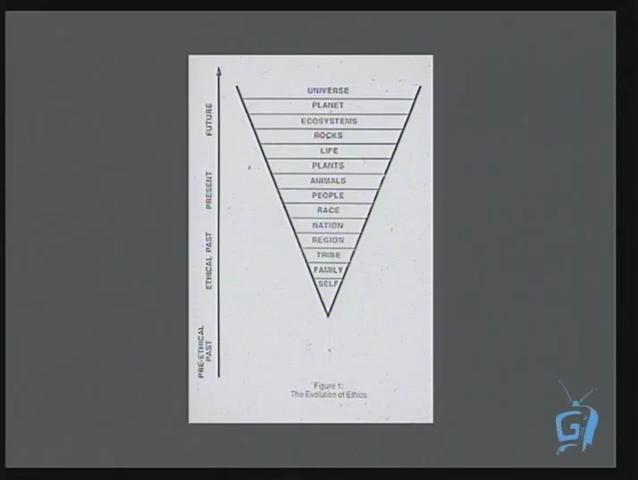 UNIVERSE
PLANET
ECOSYSTEMS
ROCKS
LIFE
PLANTS
ANIMALS
PEOPLE
RACE
NATION
REGION
TRIBE
FAMILY
SELF
FUTURE
PRESENT
ETHICAL PAST
PRE-ETHICAL
PAST
Figure 1:
The Evolution of Ethics
G